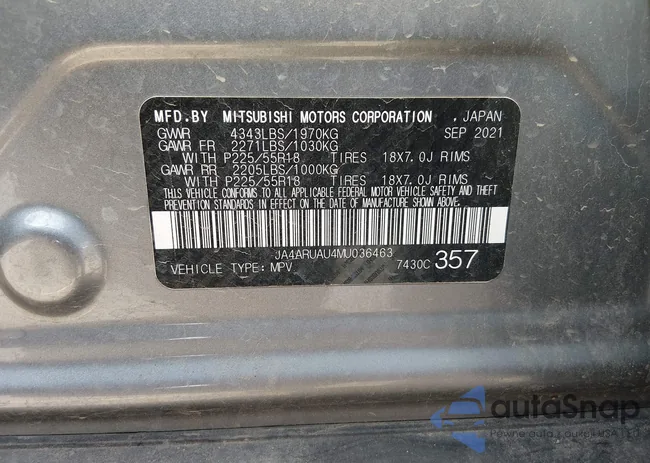 MFD.BY MITSUBISHI MOTORS CORPORATION , JAPAN
GVWR 4343LBS/1970KG SEP 2021
GAWR FR 2271LBS/1030KG
WITH P225/55R18 TIRES 18X7.0J RIMS
GAWR RR 2205LBS/1000KG
WITH P225/55R18 TIRES 18X7.0J RIMS
THIS VEHICLE CONFORMS TO ALL APPLICABLE FEDERAL MOTOR VEHICLE SAFETY AND THEFT
PREVENTION STANDARDS IN EFFECT ON THE DATE OF MANUFACTURE SHOWN ABOVE.
JA4ARUAU4MU036463
VEHICLE TYPE: MPV 7430C 357
autoSnap